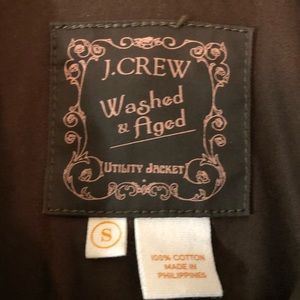 J.CREW
Washed
& Aged
UTILITY JACKET
S
100% COTTON
MADE IN
PHILIPPINES